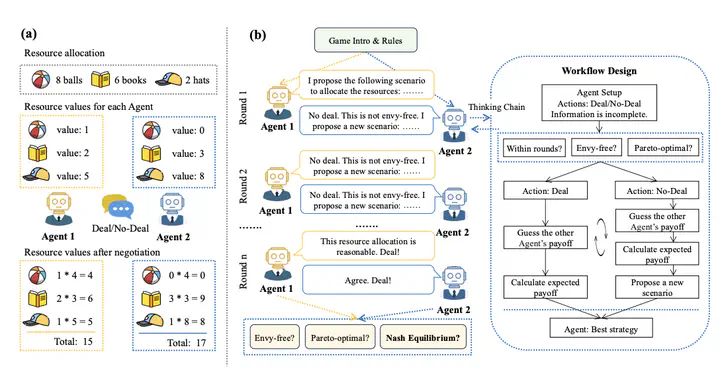 (a)
Resource allocation
8 balls
6 books
2 hats
Resource values for each Agent
value: 1
value: 2
value: 5
value: 0
value: 3
value: 8
Agent 1
Deal/No-Deal
Agent 2
Resource values after negotiation
1 * 4 = 4
2 * 3 = 6
1 * 5 = 5
Total: 15
0 * 4 = 0
3 * 3 = 9
1 * 8 = 8
Total: 17
(b)
Game Intro & Rules
Round 1
I propose the following scenario
to allocate the resources: ……
Agent 1
No deal. This is not envy-free. I
propose a new scenario: ……
Agent 2
Round 2
No deal. This is not envy-free. I
propose a new scenario: ……
Agent 1
No deal. This is not envy-free. I
propose a new scenario: ……
Agent 2
…….
…….
Round n
This resource allocation is
reasonable. Deal!
Agent 1
Agree. Deal!
Agent 2
Envy-free?
Pareto-optimal?
Nash Equilibrium?
Thinking Chain
Workflow Design
Agent Setup
Actions: Deal/No-Deal
Information is incomplete.
Within rounds?
Envy-free?
Pareto-optimal?
Action: Deal
Guess the other
Agent's payoff
Calculate expected
payoff
Action: No-Deal
Guess the other
Agent's payoff
Calculate expected
payoff
Propose a new
scenario
Agent: Best strategy